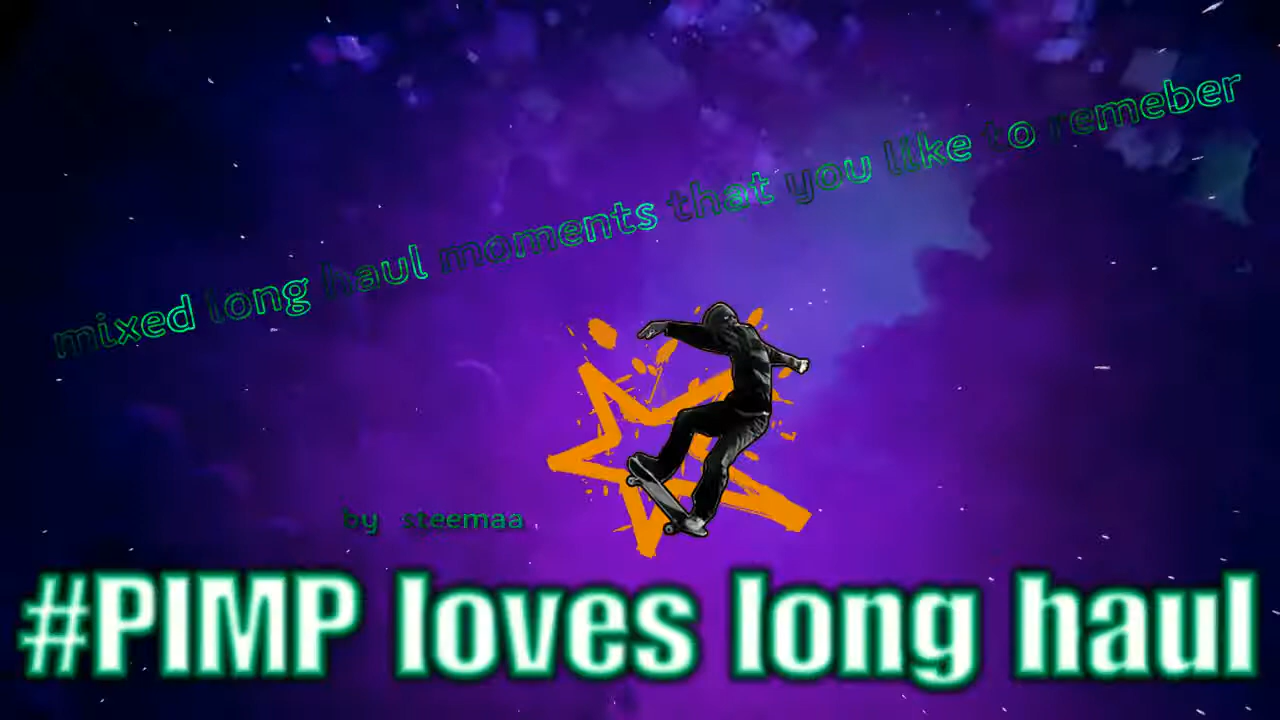 mixed long haul moments that you like to remeber
by steemaa
#PIMP loves long haul